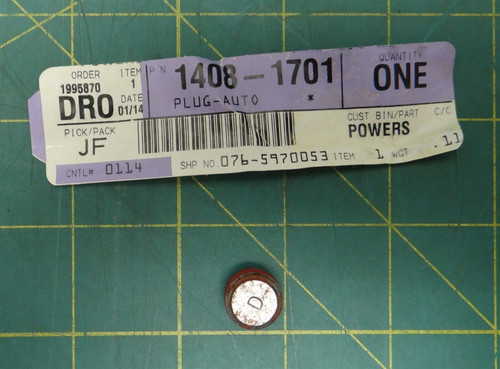 ORDER ITEM P/N 1408-1701 QUANTITY
1995870 1 ONE
DRO DATE PLUG-AUTO *
01/14
PICK/PACK CUST BIN/PART C/C
JF POWERS
CNTL# 0114 SHP NO. 076-5970053 ITEM 1 WGT .11
D